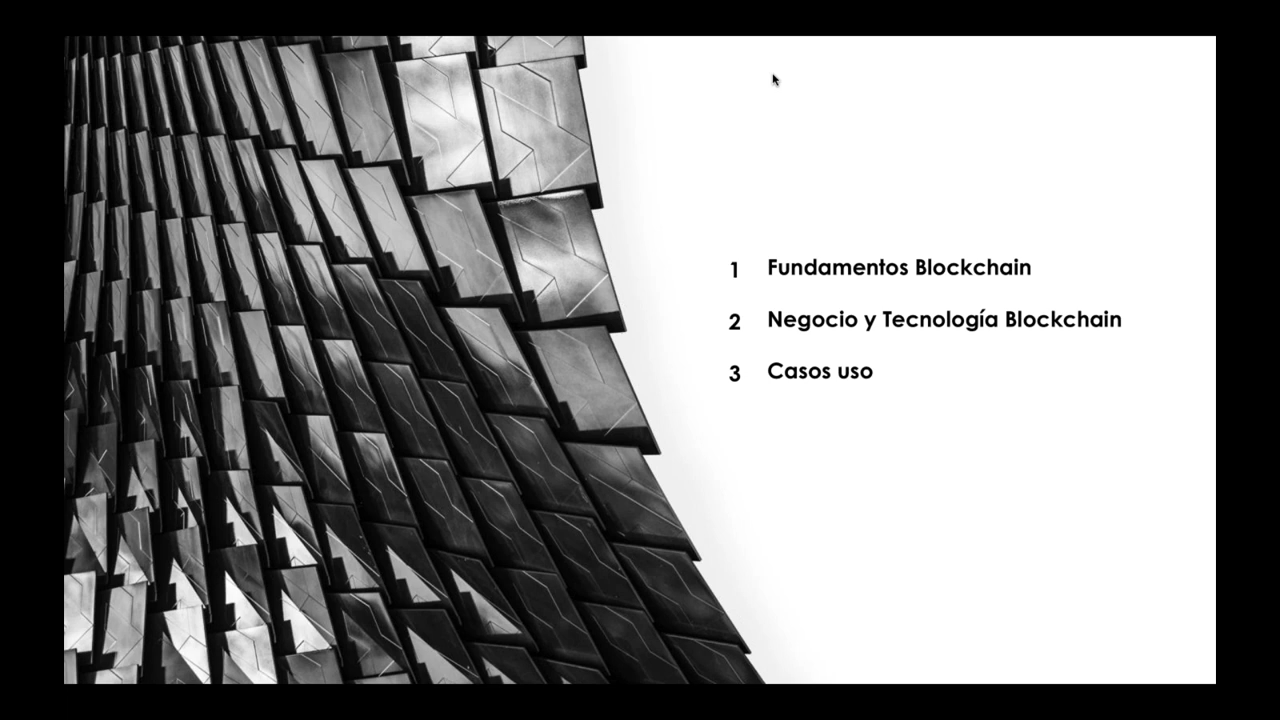 1 Fundamentos Blockchain
2 Negocio y Tecnología Blockchain
3 Casos uso